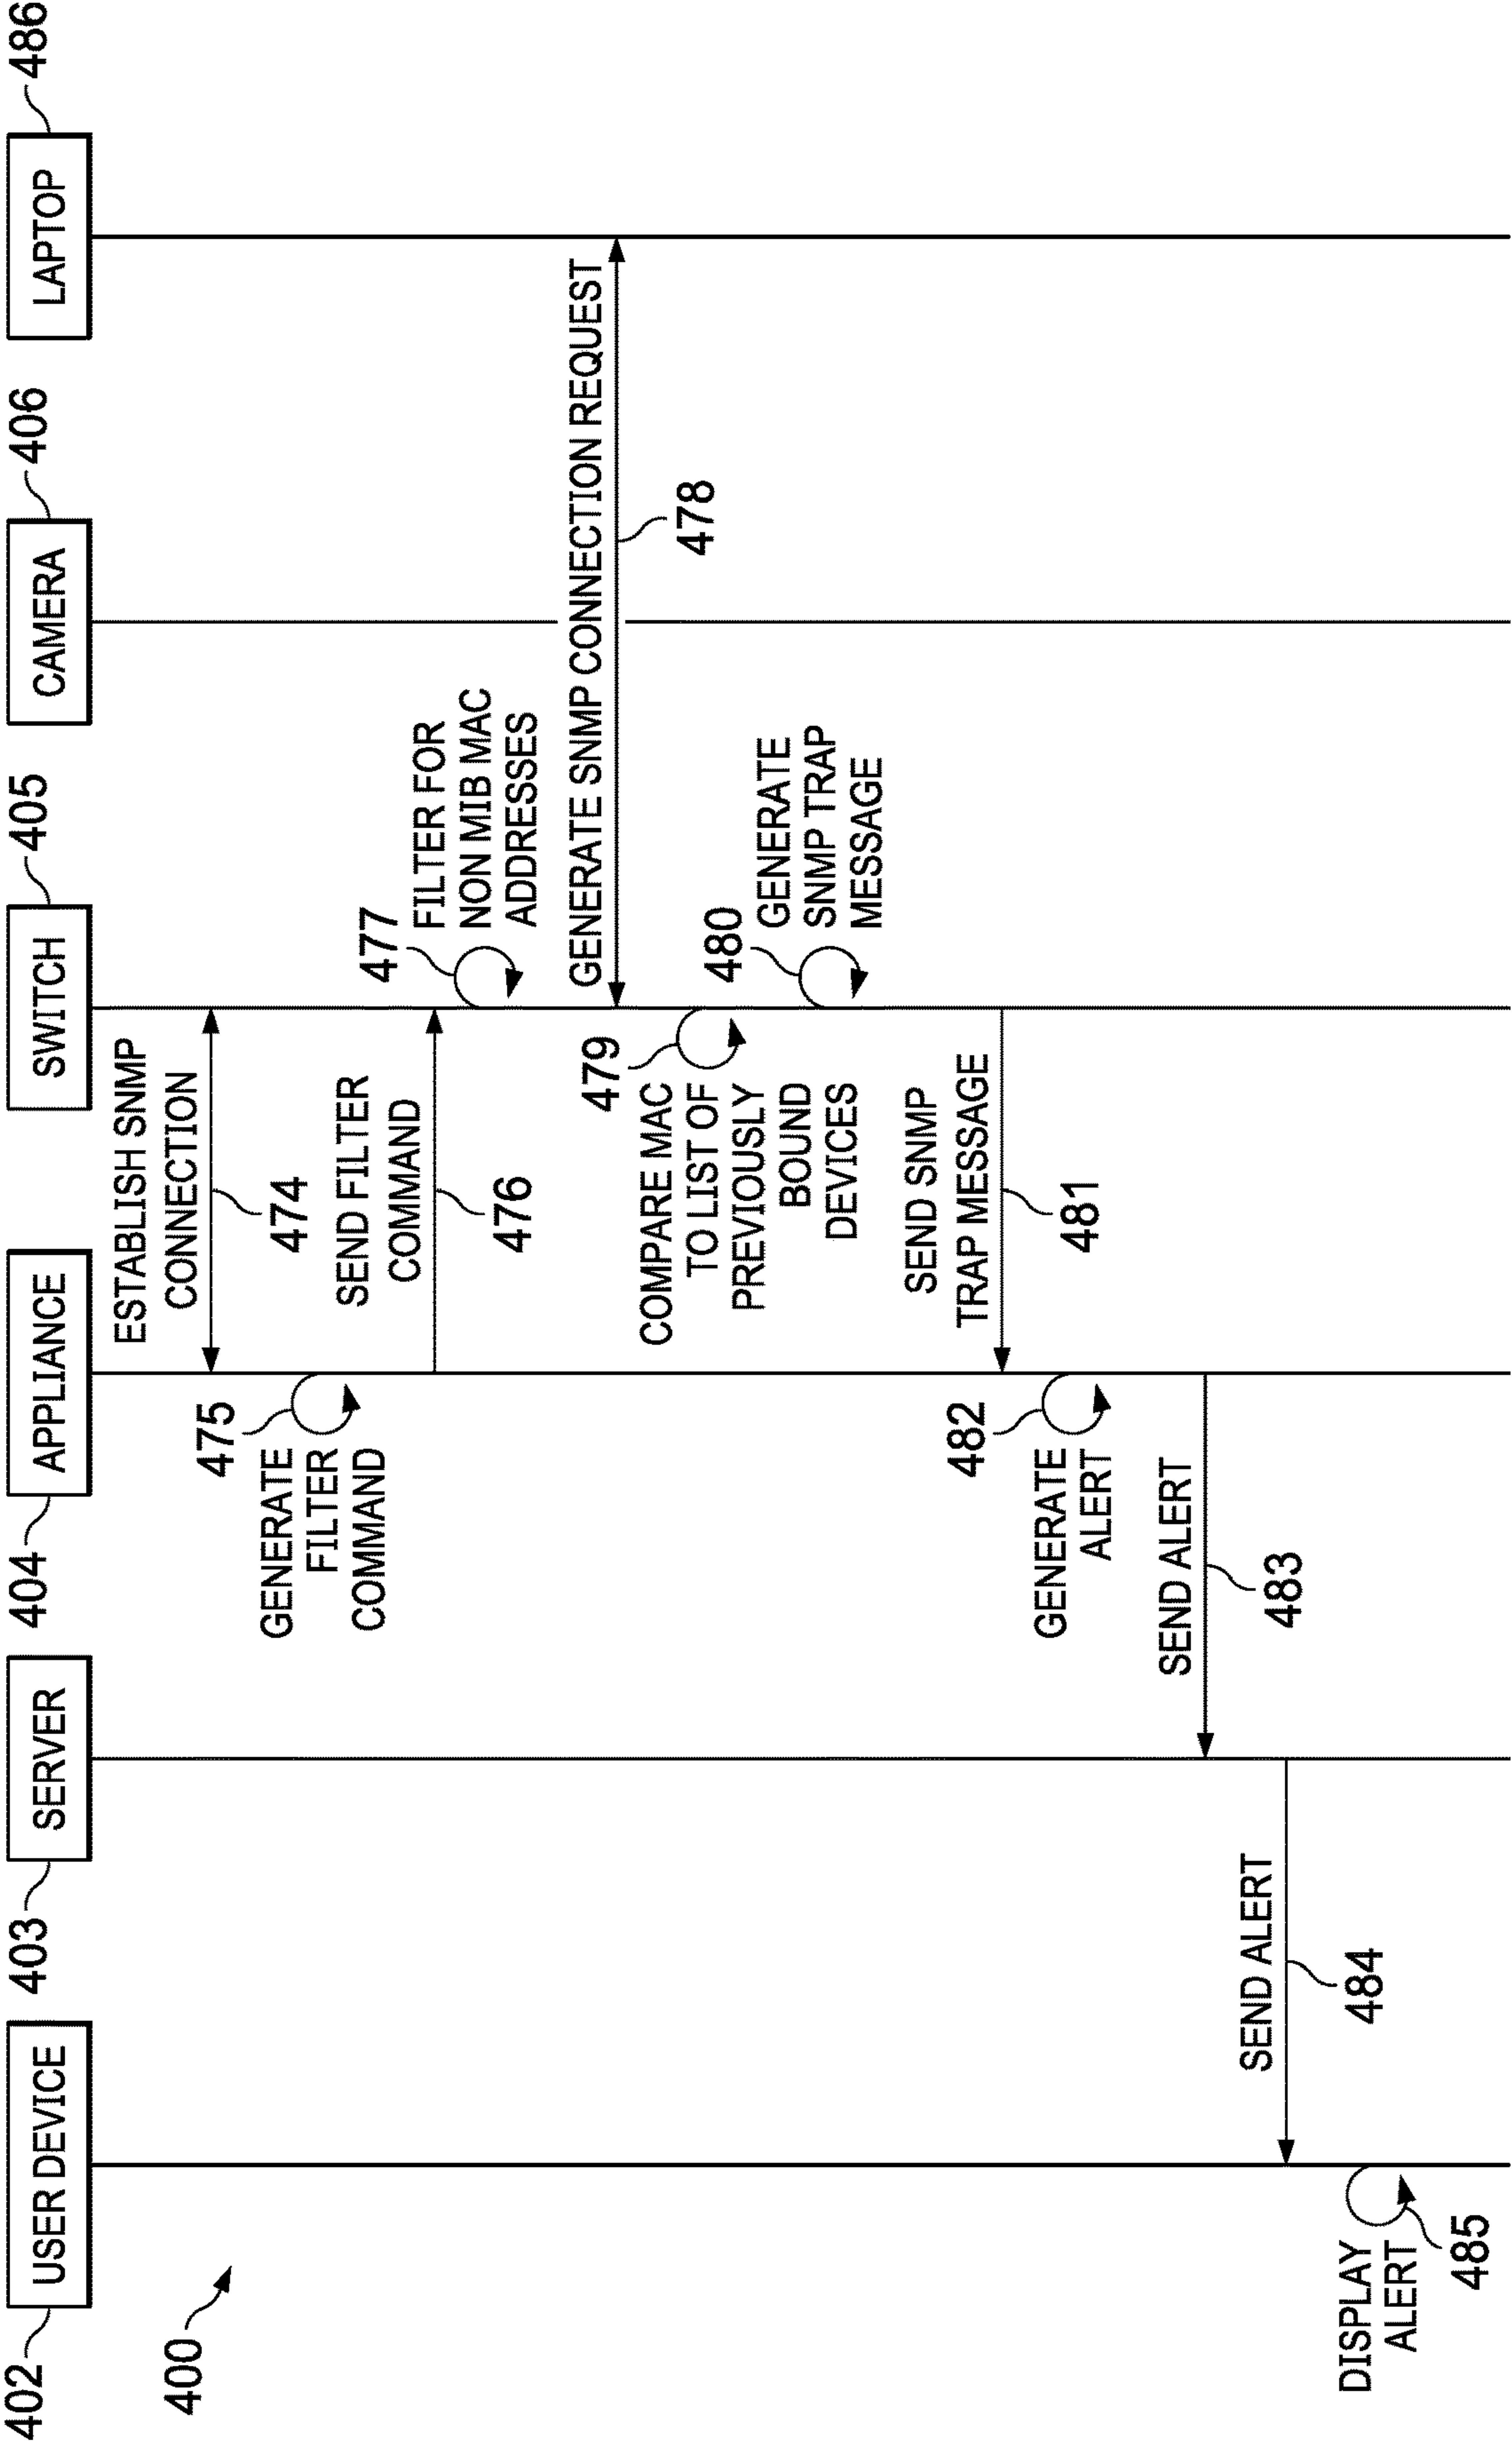 402
USER DEVICE
403
SERVER
404
APPLIANCE
SWITCH
405
CAMERA
406
LAPTOP
486
400
ESTABLISH SNMP
CONNECTION
474
475
GENERATE
FILTER
COMMAND
SEND FILTER
COMMAND
476
477
FILTER FOR
NON MIB MAC
ADDRESSES
GENERATE SNMP CONNECTION REQUEST
478
479
COMPARE MAC
TO LIST OF
PREVIOUSLY
BOUND
DEVICES
480
GENERATE
SNMP TRAP
MESSAGE
SEND SNMP
TRAP MESSAGE
481
482
GENERATE
ALERT
SEND ALERT
483
SEND ALERT
484
DISPLAY
ALERT
485